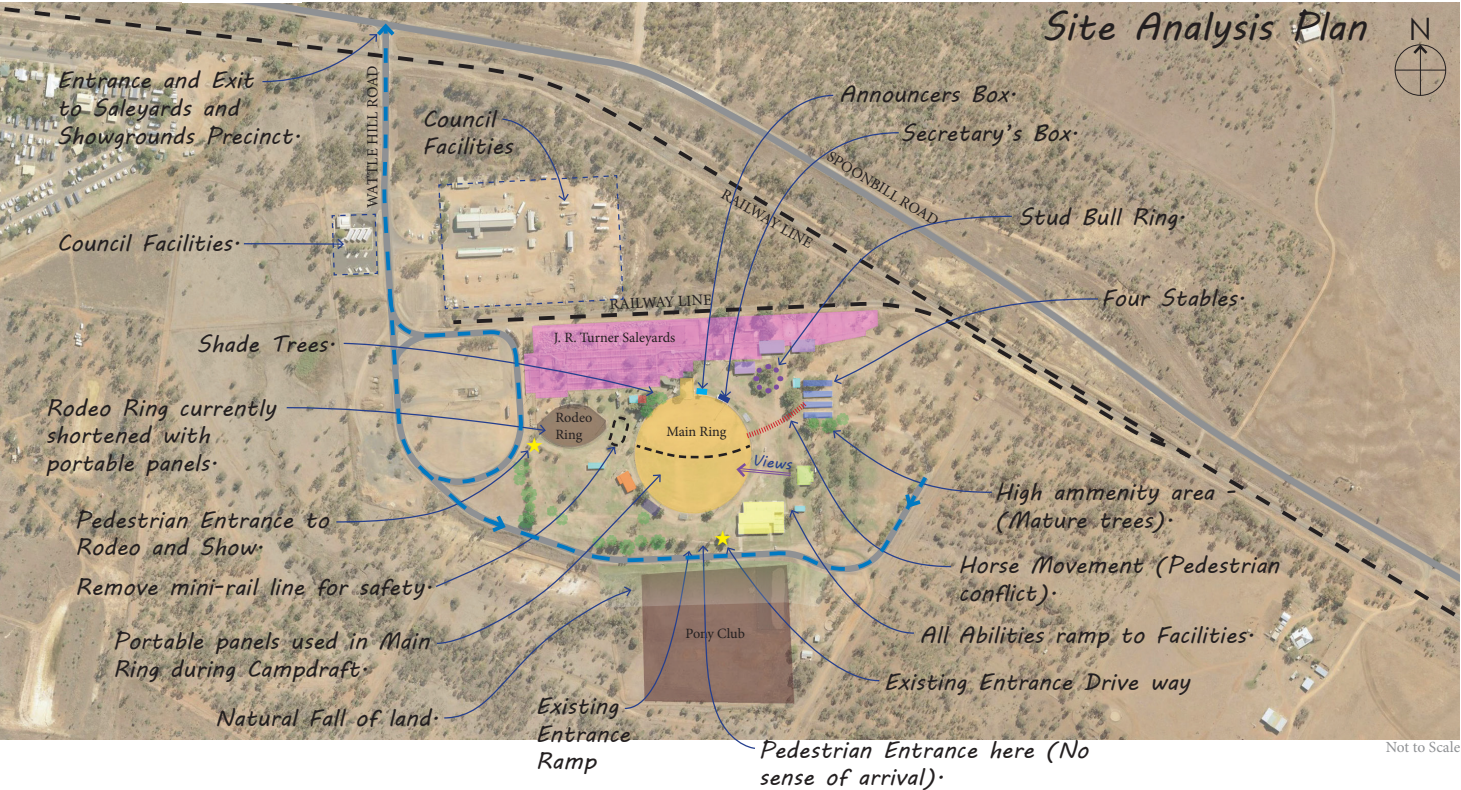 Site Analysis Plan
N
Entrance and Exit
to Saleyards and
Showgrounds Precinct.
WATTLE HILL ROAD
Council
Facilities
Announcers Box.
Secretary's Box.
SPOONBILL ROAD
RAILWAY LINE
Stud Bull Ring.
Council Facilities.
RAILWAY LINE
Four Stables.
J. R. Turner Saleyards
Shade Trees.
Rodeo Ring currently
shortened with
portable panels.
Rodeo
Ring
Main Ring
Views
High ammenity area -
(Mature trees).
Pedestrian Entrance to
Rodeo and Show.
Remove mini-rail line for safety.
Horse Movement (Pedestrian
conflict).
Portable panels used in Main
Ring during Campdraft.
Pony Club
All Abilities ramp to Facilities.
Existing Entrance Drive way
Natural Fall of land.
Existing
Entrance
Ramp
Pedestrian Entrance here (No
sense of arrival).
Not to Scale